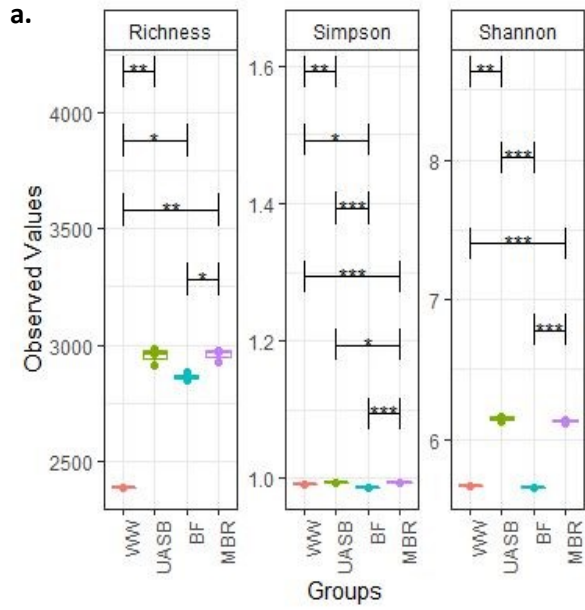 a.
Richness Simpson Shannon
Observed Values
4000
3500
3000
2500
**
*
**
*
WW
UASB
BF
MBR
1.6
1.4
1.2
1.0
**
*
***
***
*
***
WW
UASB
BF
MBR
8
7
6
**
***
***
***
WW
UASB
BF
MBR
Groups